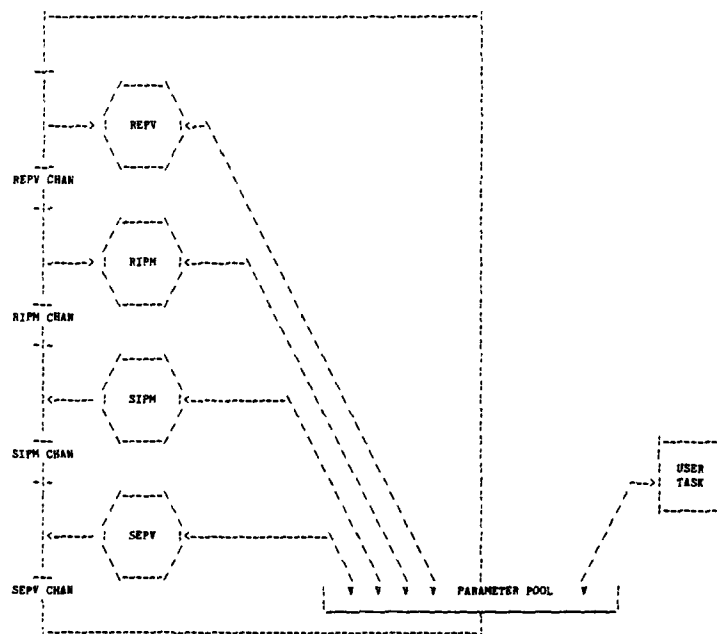 REPV
REPV CHAN
RIPM
RIPM CHAN
SIPM
SIPM CHAN
USER
TASK
SEPV
SEPV CHAN
PARAMETER POOL